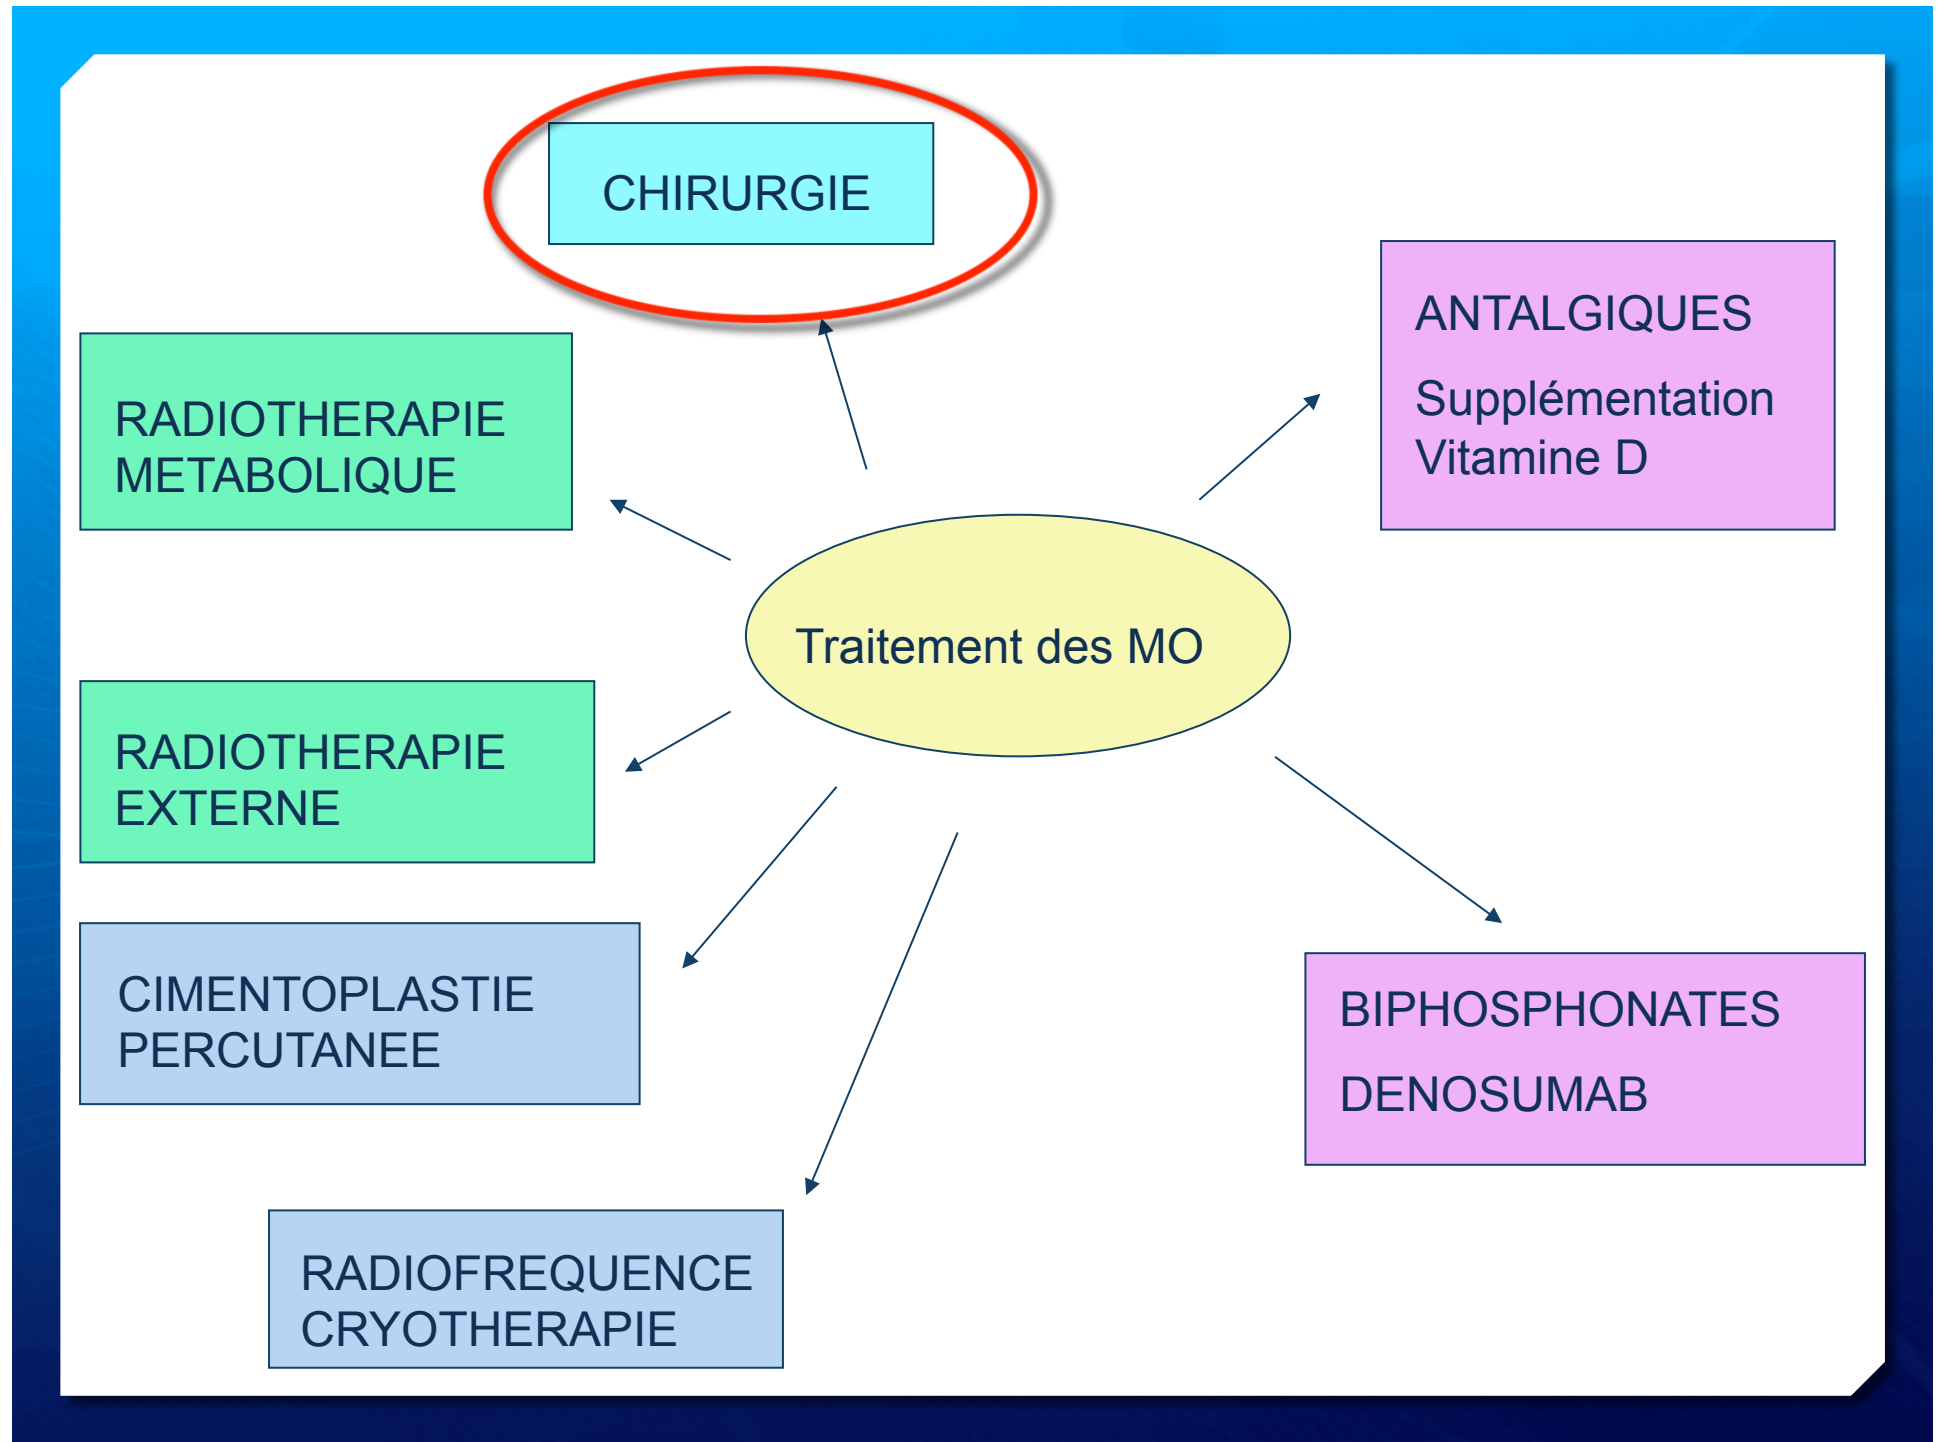 CHIRURGIE
ANTALGIQUES
Supplémentation
Vitamine D
RADIOTHERAPIE
METABOLIQUE
Traitement des MO
RADIOTHERAPIE
EXTERNE
CIMENTOPLASTIE
PERCUTANEE
BIPHOSPHONATES
DENOSUMAB
RADIOFREQUENCE
CRYOTHERAPIE